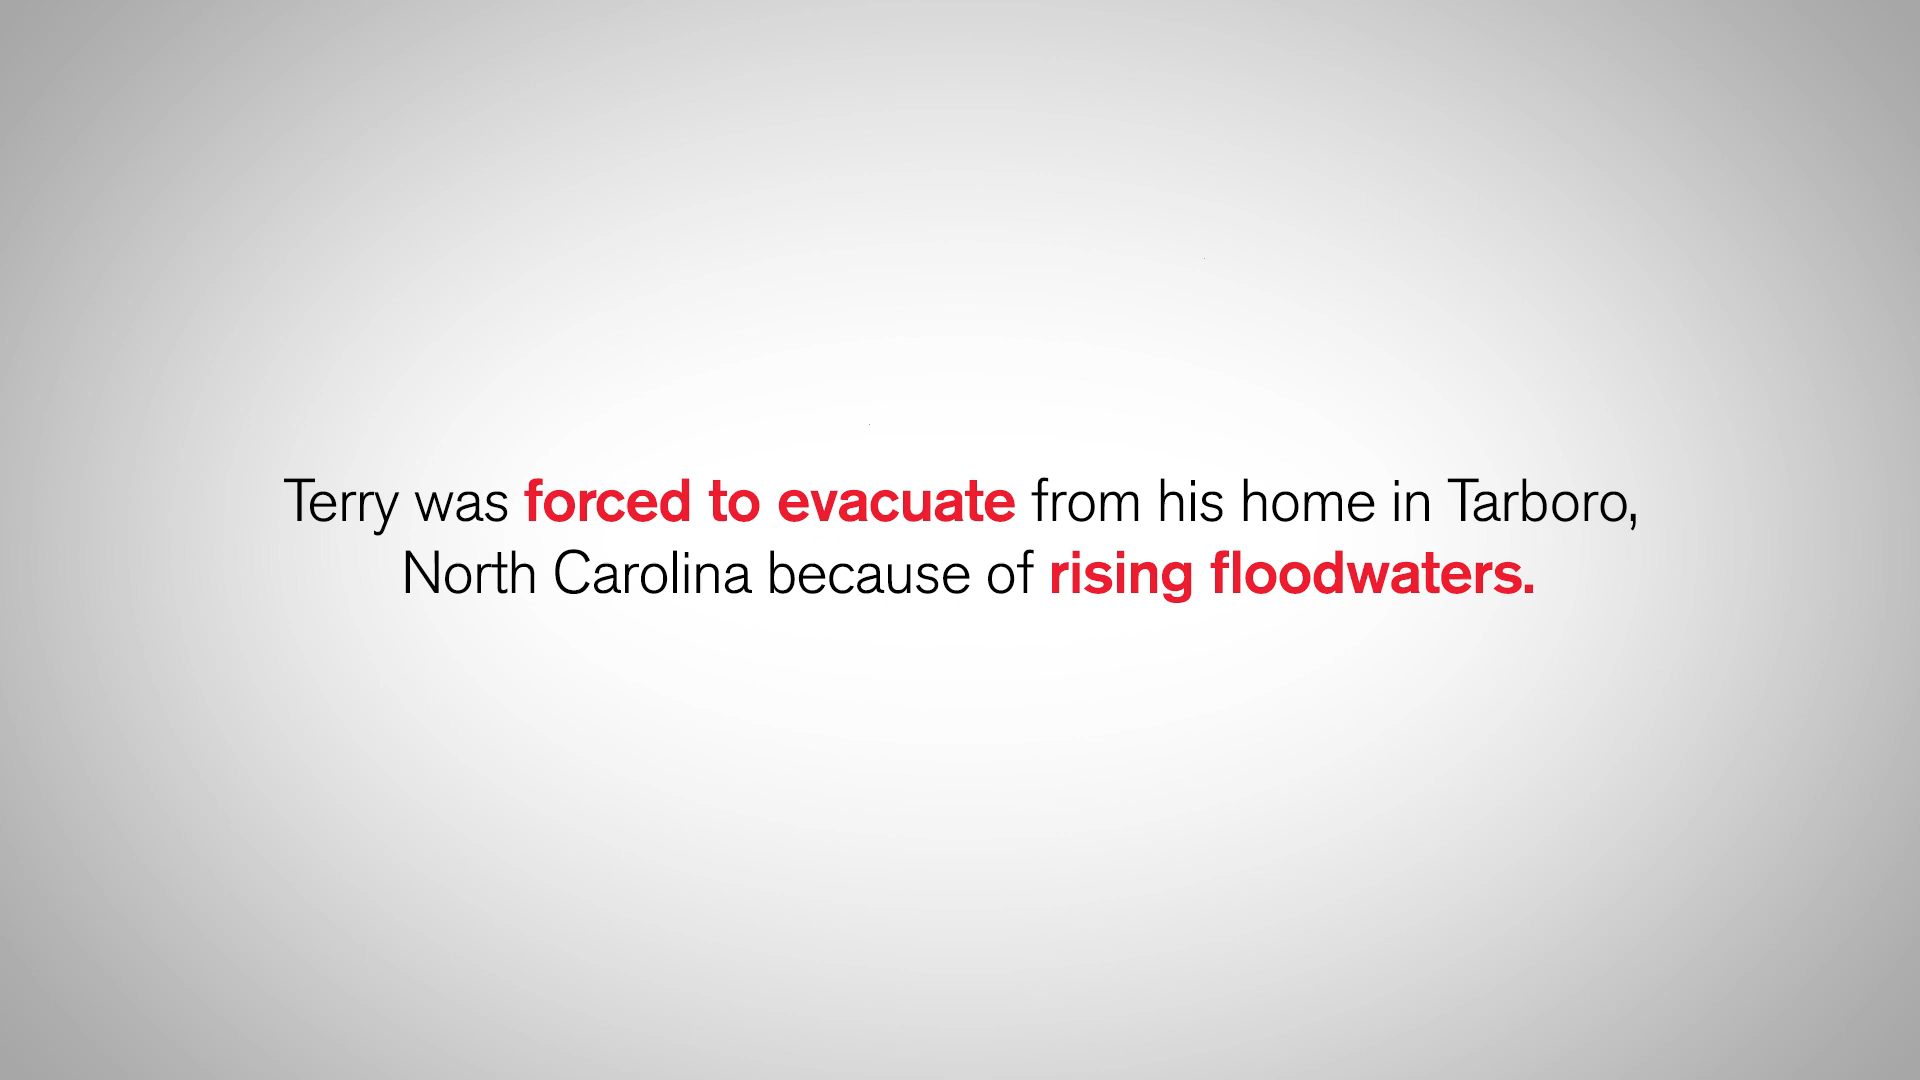 Terry was forced to evacuate from his home in Tarboro,
North Carolina because of rising floodwaters.